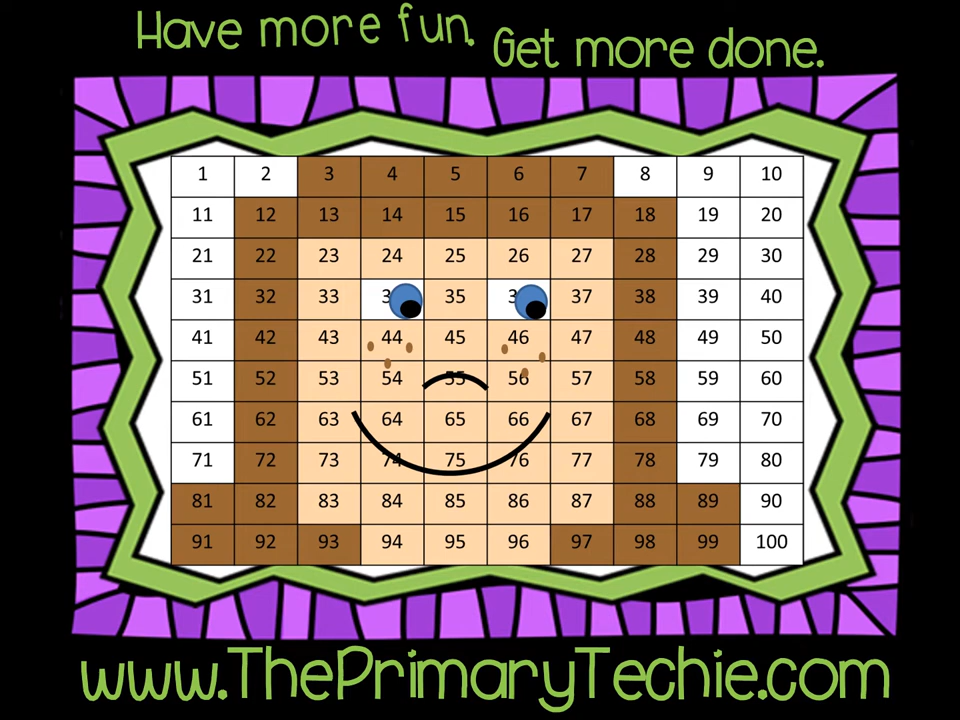 Have more fun. Get more done.
1 2 3 4 5 6 7 8 9 10
11 12 13 14 15 16 17 18 19 20
21 22 23 24 25 26 27 28 29 30
31 32 33 35 37 38 39 40
41 42 43 44 45 46 47 48 49 50
51 52 53 54 55 56 57 58 59 60
61 62 63 64 65 66 67 68 69 70
71 72 73 74 75 76 77 78 79 80
81 82 83 84 85 86 87 88 89 90
91 92 93 94 95 96 97 98 99 100
www.ThePrimaryTechie.com